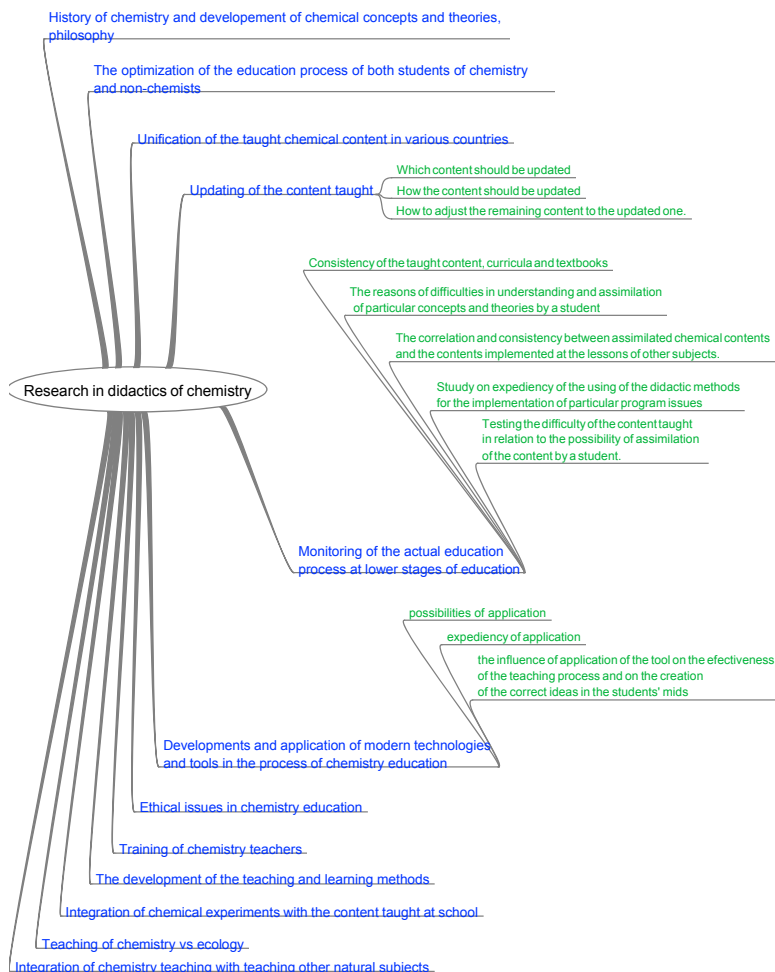 History of chemistry and developement of chemical concepts and theories,
philosophy
The optimization of the education process of both students of chemistry
and non-chemists
Unification of the taught chemical content in various countries
Updating of the content taught
Which content should be updated
How the content should be updated
How to adjust the remaining content to the updated one.
Consistency of the taught content, curricula and textbooks
The reasons of difficulties in understanding and assimilation
of particular concepts and theories by a student
The correlation and consistency between assimilated chemical contents
and the contents implemented at the lessons of other subjects.
Stuudy on expediency of the using of the didactic methods
for the implementation of particular program issues
Testing the difficulty of the content taught
in relation to the possibility of assimilation
of the content by a student.
Research in didactics of chemistry
Monitoring of the actual education
process at lower stages of education
possibilities of application
expediency of application
the influence of application of the tool on the efectiveness
of the teaching process and on the creation
of the correct ideas in the students' mids
Developments and application of modern technologies
and tools in the process of chemistry education
Ethical issues in chemistry education
Training of chemistry teachers
The development of the teaching and learning methods
Integration of chemical experiments with the content taught at school
Teaching of chemistry vs ecology
Integration of chemistry teaching with teaching other natural subjects